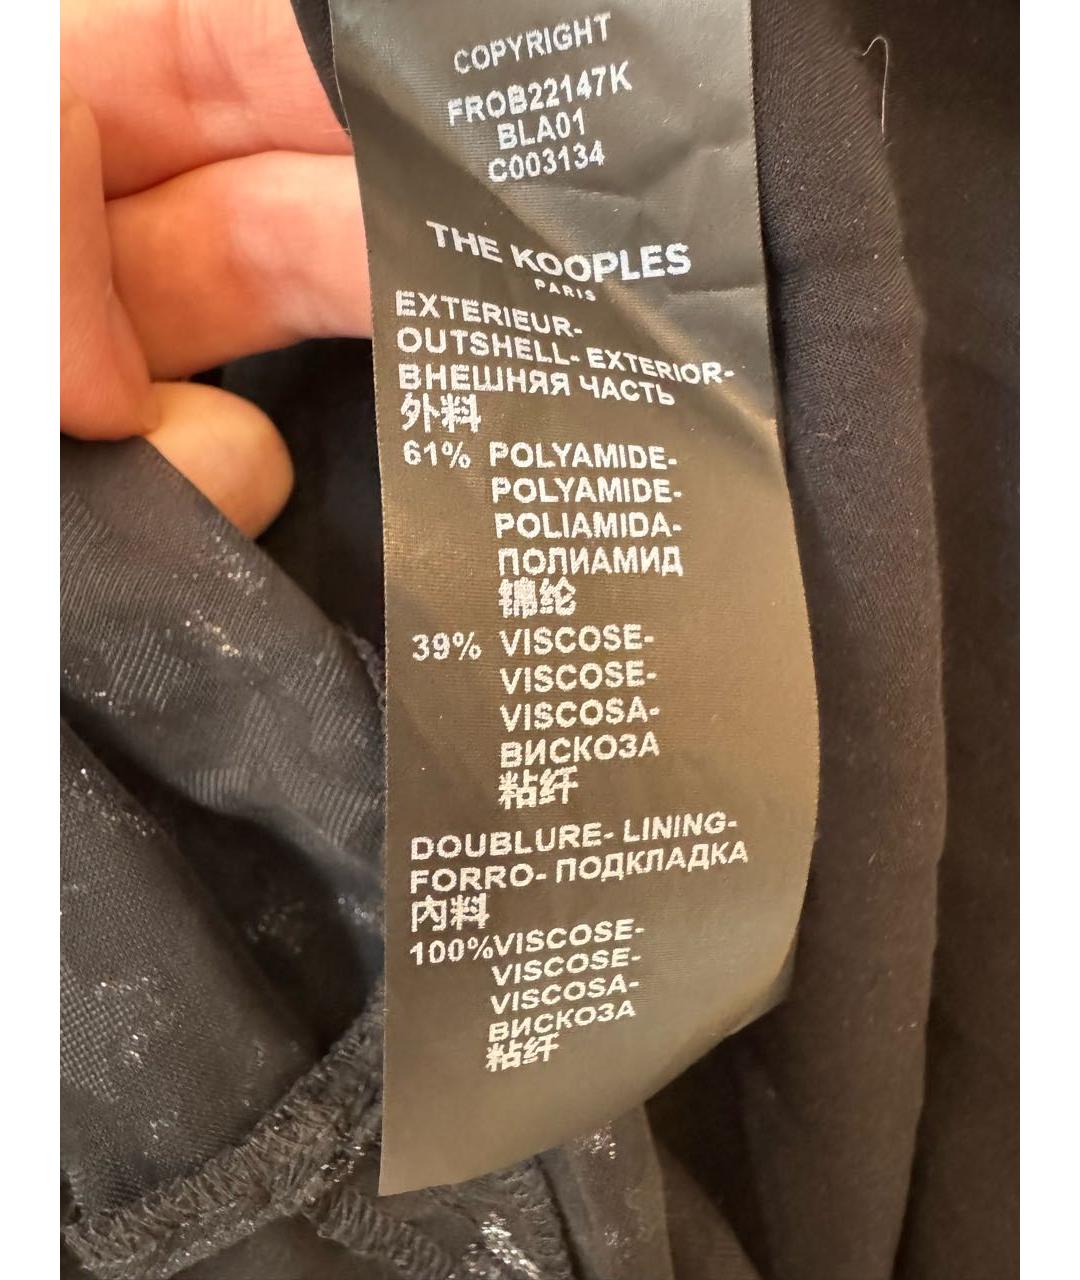 COPYRIGHT
FROB22147K
BLA01
C003134
THE KOOPLES
PARIS
EXTERIEUR-
OUTSHELL- EXTERIOR-
ВНЕШНЯЯ ЧАСТЬ
外料
61% POLYAMIDE-
POLYAMIDE-
POLIAMIDA-
ПОЛИАМИД
锦纶
39% VISCOSE-
VISCOSE-
VISCOSA-
ВИСКОЗА
粘纤
DOUBLURE- LINING-
FORRO- ПОДКЛАДКА
内料
100%VISCOSE-
VISCOSE-
VISCOSA-
ВИСКОЗА
粘纤